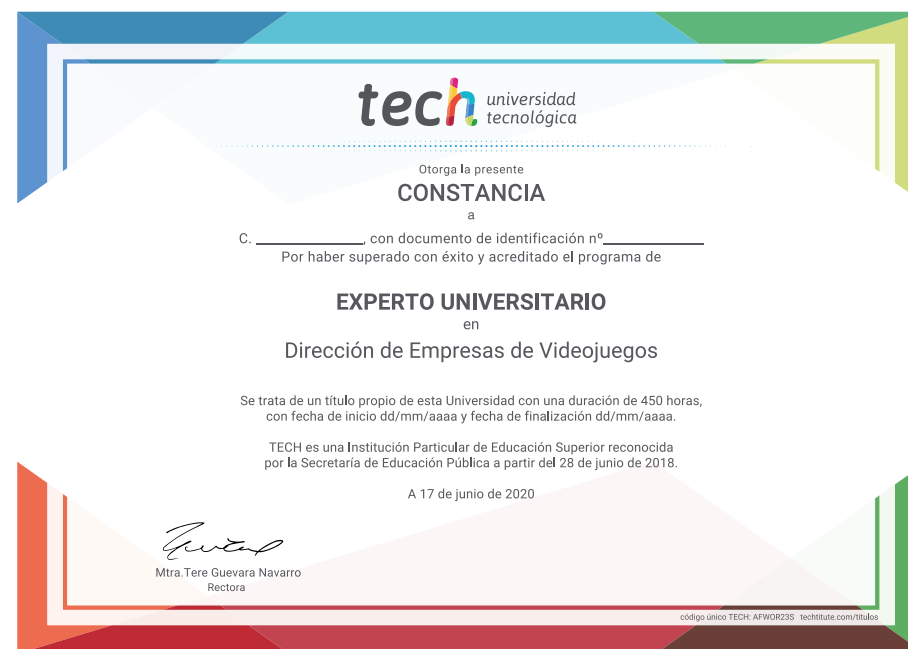 tech universidad
tecnológica
Otorga la presente
CONSTANCIA
a
C. ____________, con documento de identificación nº____________
Por haber superado con éxito y acreditado el programa de
EXPERTO UNIVERSITARIO
en
Dirección de Empresas de Videojuegos
Se trata de un título propio de esta Universidad con una duración de 450 horas,
con fecha de inicio dd/mm/aaaa y fecha de finalización dd/mm/aaaa.
TECH es una Institución Particular de Educación Superior reconocida
por la Secretaría de Educación Pública a partir del 28 de junio de 2018.
A 17 de junio de 2020
Mtra.Tere Guevara Navarro
Rectora
código único TECH: AFWOR23S techtitute.com/titulos